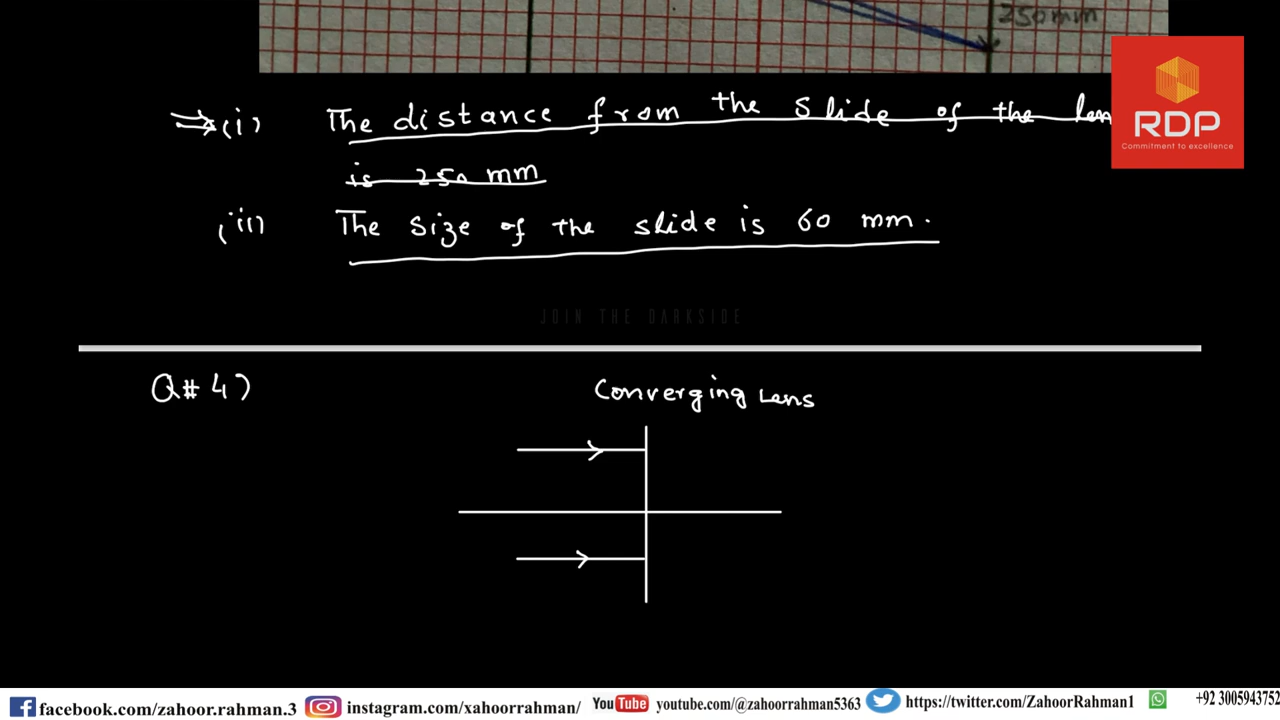 250mm
⇒(i) The distance from the slide of the len
is 250 mm
(ii) The size of the slide is 60 mm.
RDP
Commitment to excellence
JOIN THE DARKSIDE
Q# 4)
Converging Lens
facebook.com/zahoor.rahman.3 instagram.com/xahoorrahman/ YouTube youtube.com/@zahoorrahman5363 https://twitter.com/ZahoorRahman1 +92 3005943752